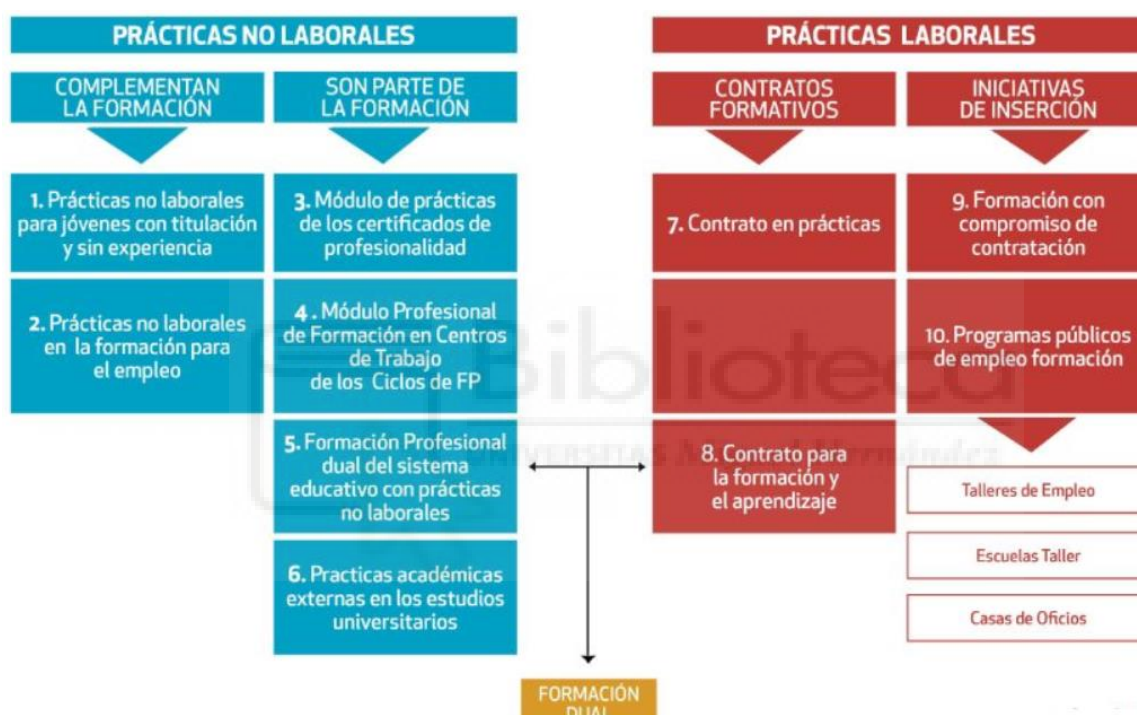 PRÁCTICAS NO LABORALES
COMPLEMENTAN
LA FORMACIÓN
SON PARTE DE
LA FORMACIÓN
1. Prácticas no laborales
para jóvenes con titulación
y sin experiencia
2. Prácticas no laborales
en la formación para
el empleo
3. Módulo de prácticas
de los certificados de
profesionalidad
4. Módulo Profesional
de Formación en Centros
de Trabajo
de los Ciclos de FP
5. Formación Profesional
dual del sistema
educativo con prácticas
no laborales
6. Practicas académicas
externas en los estudios
universitarios
PRÁCTICAS LABORALES
CONTRATOS
FORMATIVOS
INICIATIVAS
DE INSERCIÓN
7. Contrato en prácticas
8. Contrato para
la formación y
el aprendizaje
9. Formación con
compromiso de
contratación
10. Programas públicos
de empleo formación
Talleres de Empleo
Escuelas Taller
Casas de Oficios
FORMACIÓN
DUAL
Biblioteca
UNIVERSITAS Miguel Hernández